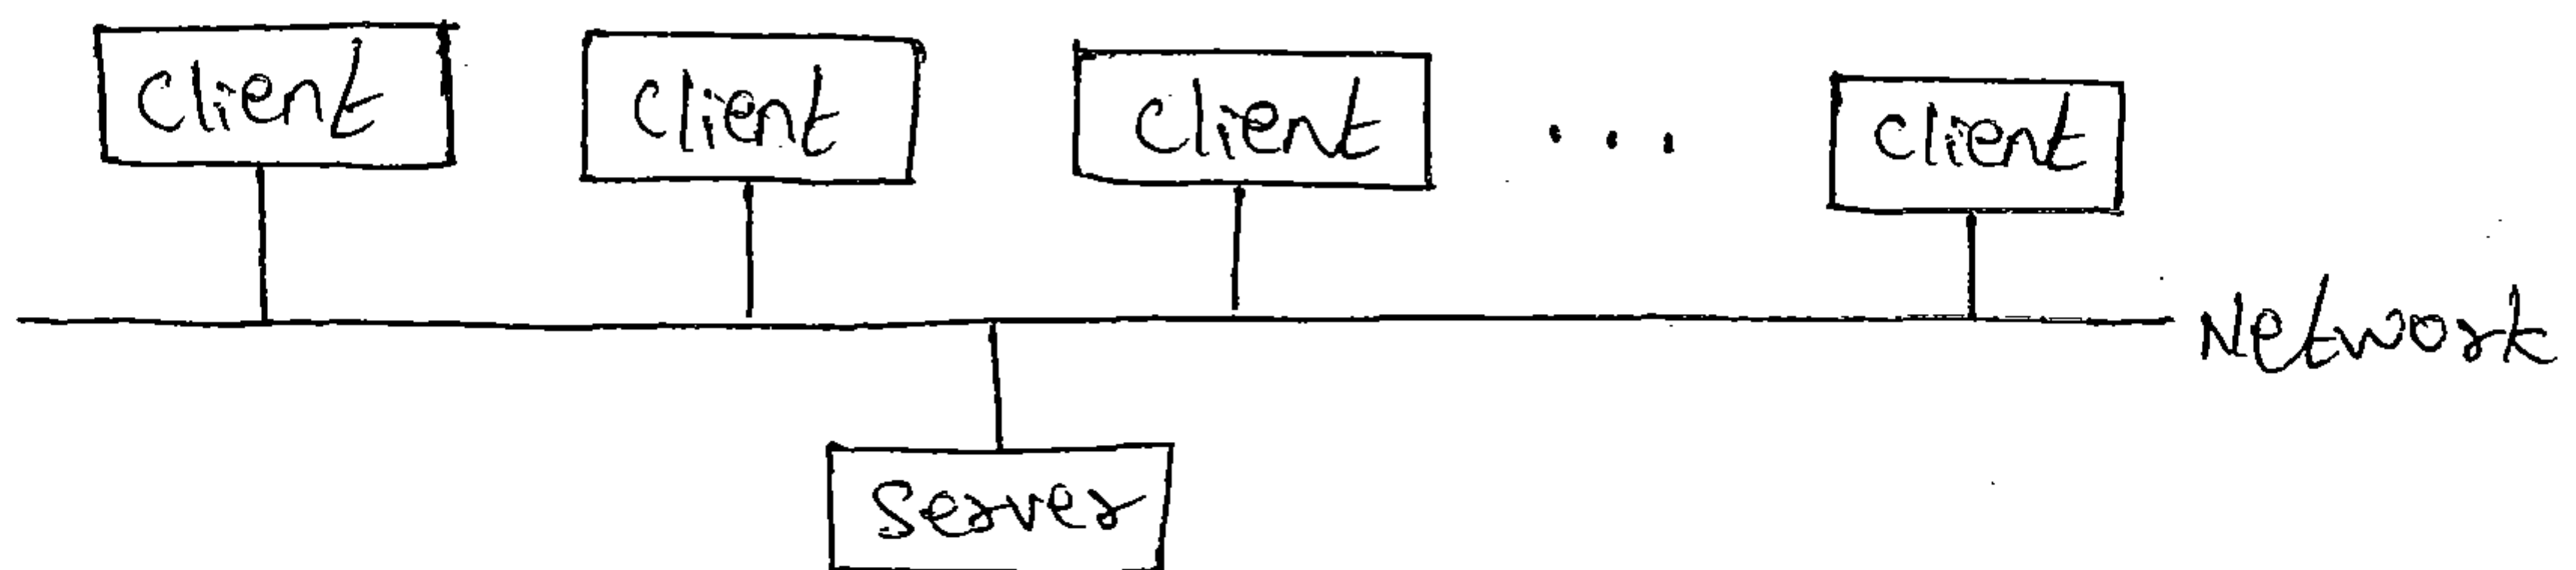 client client client ... client
Network
Server